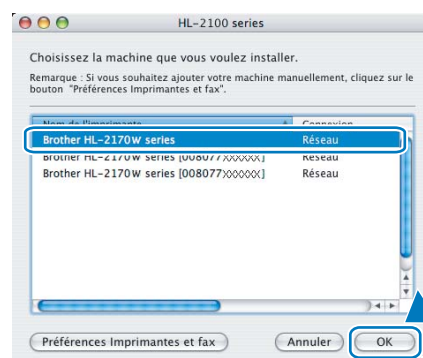 HL-2100 series
Choisissez la machine que vous voulez installer.
Remarque : Si vous souhaitez ajouter votre machine manuellement, cliquez sur le
bouton "Préférences Imprimantes et fax".
Nom de l'imprimante Connexion
Brother HL-2170W series Réseau
Brother HL-2170W series [008077XXXXXX] Réseau
Brother HL-2170W series [008077XXXXXX] Réseau
Préférences Imprimantes et fax Annuler OK